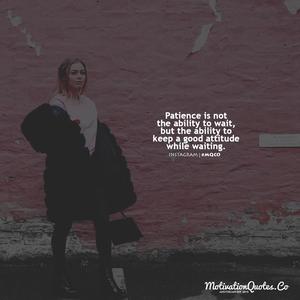 Patience is not
the ability to wait,
but the ability to
keep a good attitude
while waiting.
INSTAGRAM | #MQCO
MotivationQuotes.Co